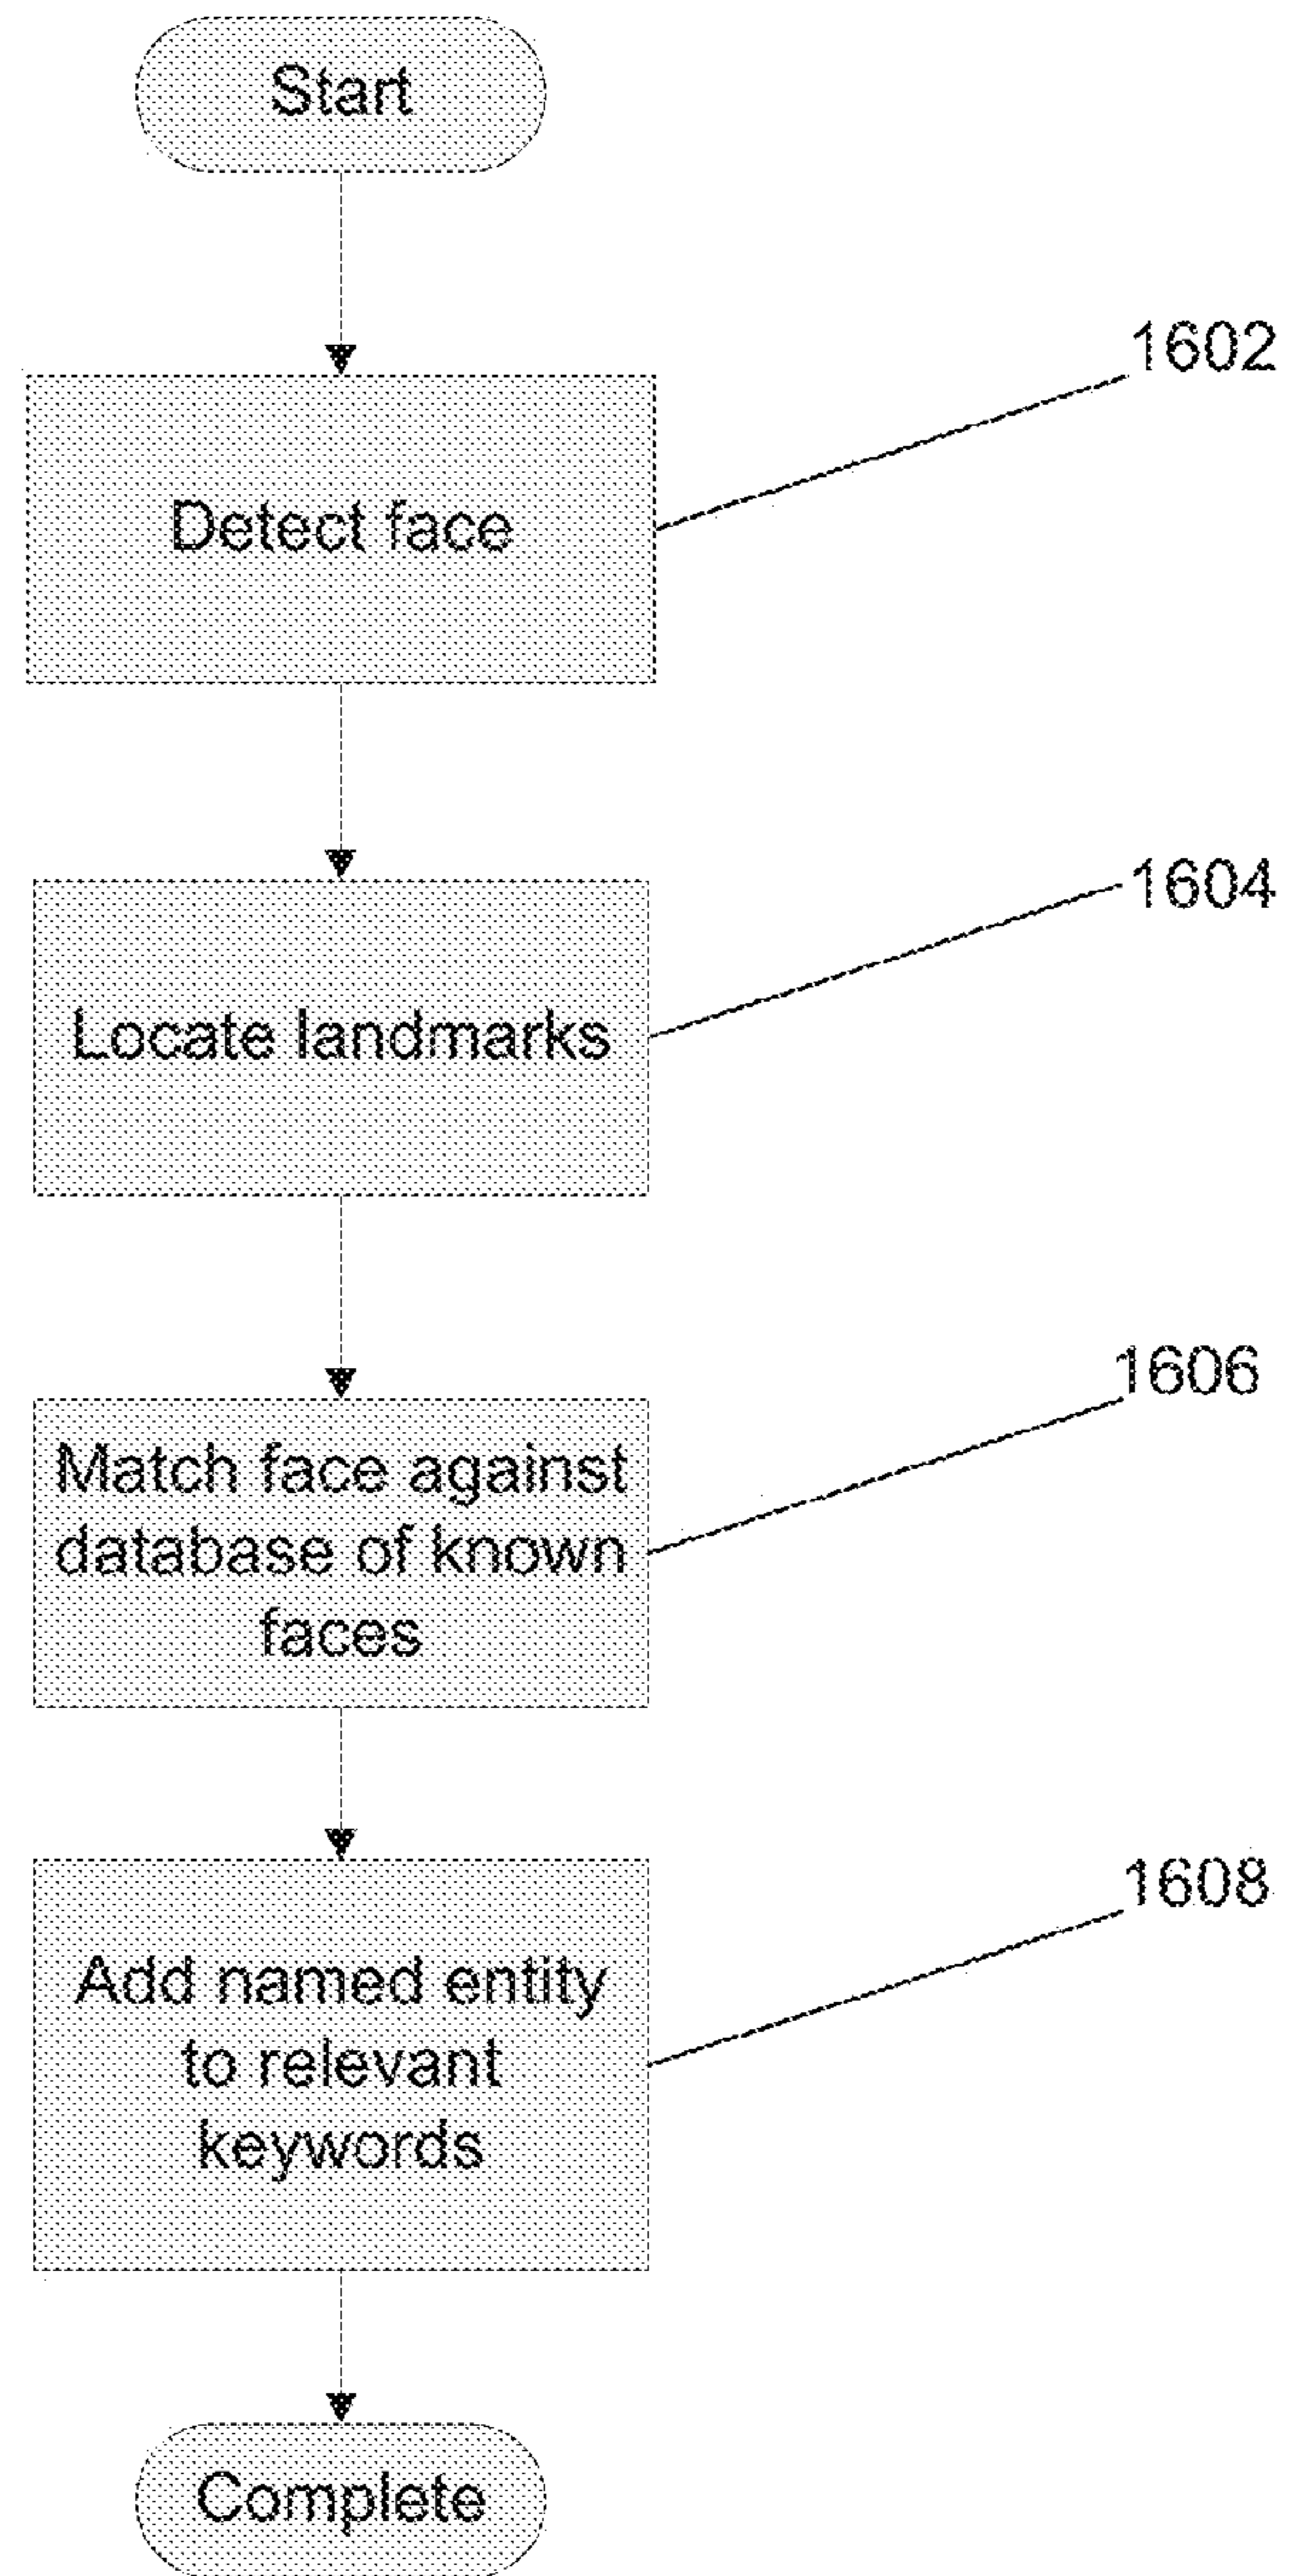 Start
1602
Detect face
1604
Locate landmarks
1606
Match face against
database of known
faces
1608
Add named entity
to relevant
keywords
Complete